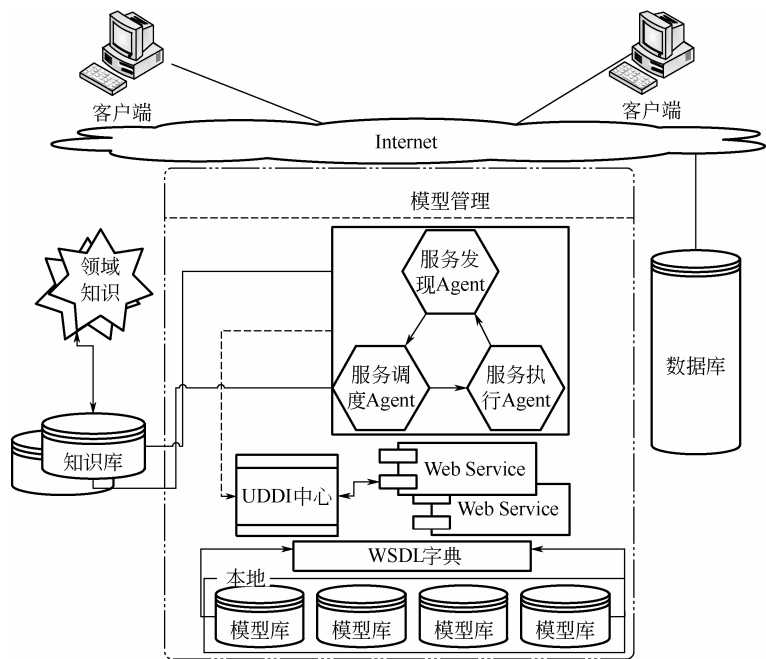 客户端
客户端
Internet
模型管理
领域
知识
服务发
现Agent
服务调
度Agent
服务执
行Agent
数据库
知识库
UDDI中心
Web Service
Web Service
WSDL字典
本地
模型库
模型库
模型库
模型库